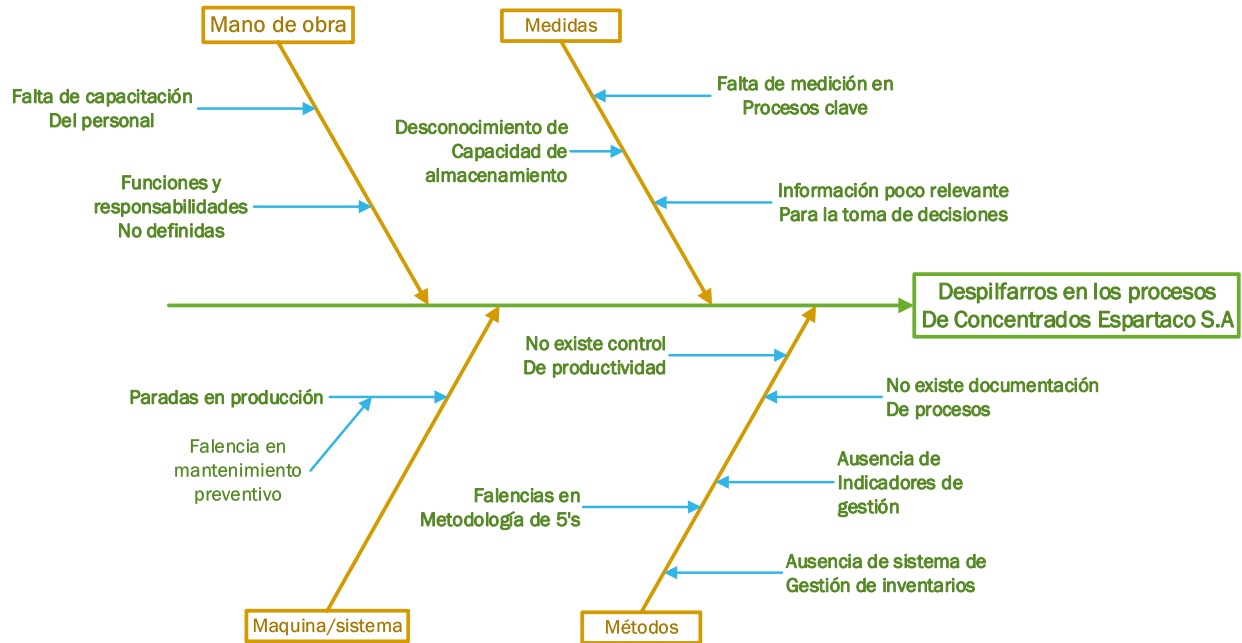 Mano de obra
Medidas
Falta de capacitación
Del personal
Funciones y
responsabilidades
No definidas
Falta de medición en
Procesos clave
Desconocimiento de
Capacidad de
almacenamiento
Información poco relevante
Para la toma de decisiones
Despilfarros en los procesos
De Concentrados Espartaco S.A
Paradas en producción
Falencia en
mantenimiento
preventivo
No existe control
De productividad
No existe documentación
De procesos
Ausencia de
Indicadores de
gestión
Falencias en
Metodología de 5's
Ausencia de sistema de
Gestión de inventarios
Maquina/sistema
Métodos